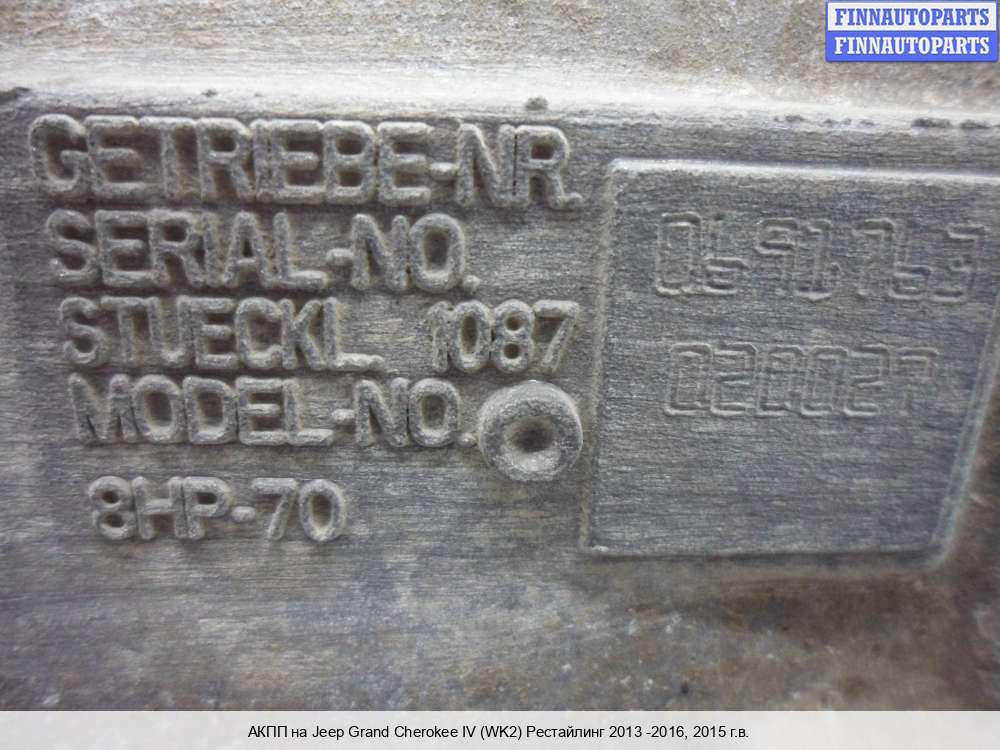 FINNAUTOPARTS
FINNAUTOPARTS
GETRIEBE-NR.
SERIAL-NO.
STUECKL. 1087
MODEL-NO.
8HP-70
020027
АКПП на Jeep Grand Cherokee IV (WK2) Рестайлинг 2013 -2016, 2015 г.в.